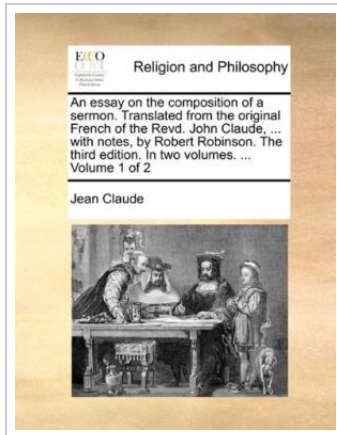 ECCO
Religion and Philosophy
An essay on the composition of a
sermon. Translated from the original
French of the Revd. John Claude, ...
with notes, by Robert Robinson. The
third edition. In two volumes. ...
Volume 1 of 2
Jean Claude